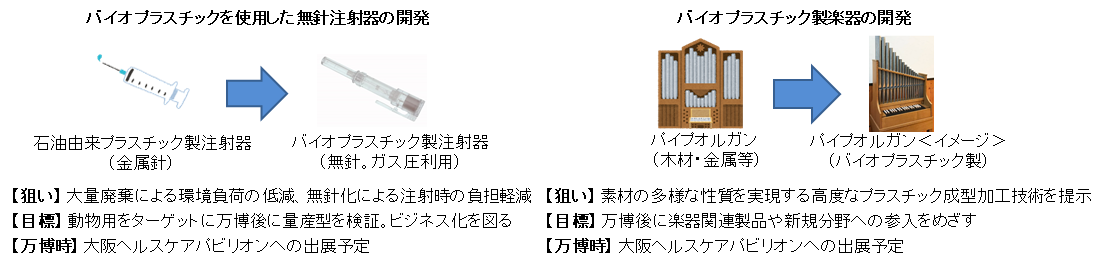 バイオプラスチックを使用した無針注射器の開発
石油由来プラスチック製注射器
（金属針）
バイオプラスチック製注射器
（無針。ガス圧利用）
【狙い】大量廃棄による環境負荷の低減、無針化による注射時の負担軽減
【目標】動物用をターゲットに万博後に量産型を検証。ビジネス化を図る
【万博時】大阪ヘルスケアパビリオンへの出展予定
バイオプラスチック製楽器の開発
パイプオルガン
（木材・金属等）
パイプオルガン＜イメージ＞
（バイオプラスチック製）
【狙い】素材の多様な性質を実現する高度なプラスチック成型加工技術を提示
【目標】万博後に楽器関連製品や新規分野への参入をめざす
【万博時】大阪ヘルスケアパビリオンへの出展予定